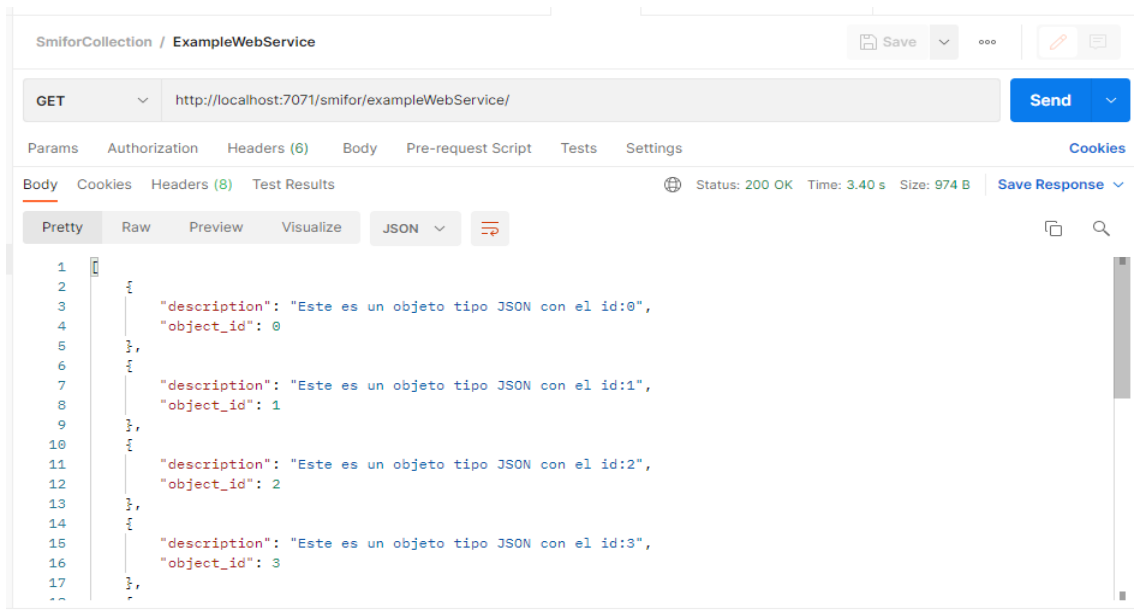 SmiforCollection / ExampleWebService
Save
GET http://localhost:7071/smifor/exampleWebService/ Send
Params Authorization Headers (6) Body Pre-request Script Tests Settings Cookies
Body Cookies Headers (8) Test Results Status: 200 OK Time: 3.40 s Size: 974 B Save Response
Pretty Raw Preview Visualize JSON
1 [
2 {
3 "description": "Este es un objeto tipo JSON con el id:0",
4 "object_id": 0
5 },
6 {
7 "description": "Este es un objeto tipo JSON con el id:1",
8 "object_id": 1
9 },
10 {
11 "description": "Este es un objeto tipo JSON con el id:2",
12 "object_id": 2
13 },
14 {
15 "description": "Este es un objeto tipo JSON con el id:3",
16 "object_id": 3
17 },